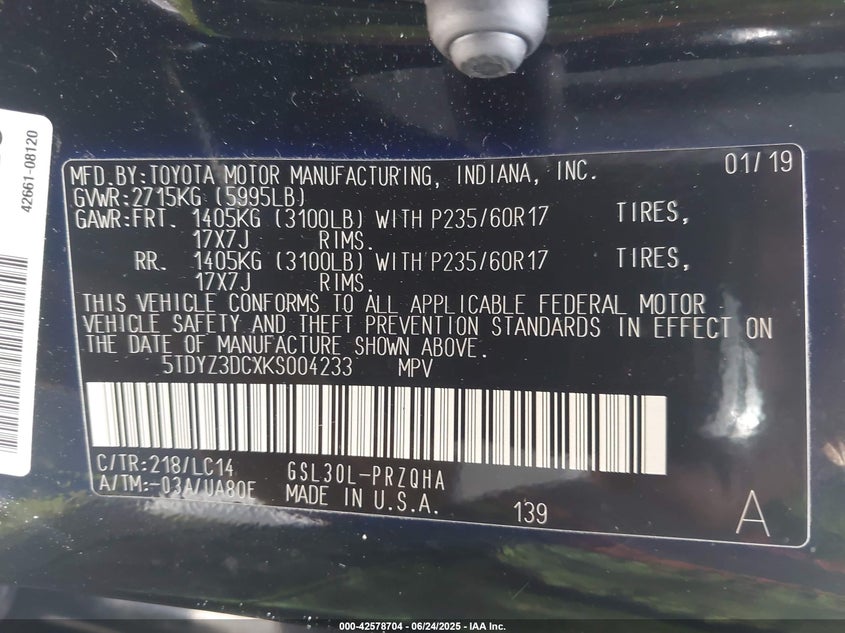 42661-08120
MFD.BY:TOYOTA MOTOR MANUFACTURING, INDIANA, INC. 01/19
GVWR:2715KG (5995LB)
GAWR:FRT. 1405KG (3100LB) WITH P235/60R17 TIRES,
17X7J RIMS.
RR. 1405KG (3100LB) WITH P235/60R17 TIRES,
17X7J RIMS.
THIS VEHICLE CONFORMS TO ALL APPLICABLE FEDERAL MOTOR
VEHICLE SAFETY AND THEFT PREVENTION STANDARDS IN EFFECT ON
THE DATE OF MANUFACTURE SHOWN ABOVE.
5TDYZ3DCXKS004233 MPV
C/TR:218/LC14 GSL30L-PRZQHA
A/TM:-03A/UA80F MADE IN U.S.A. 139 A
000-42578704 - 06/24/2025 - IAA Inc.